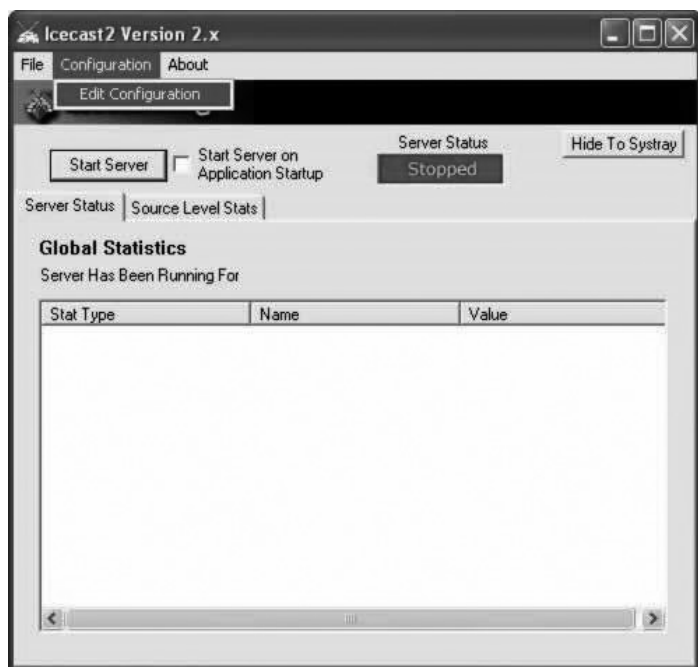 Icecast2 Version 2.x
File Configuration About
Edit Configuration
Start Server
Start Server on
Application Startup
Server Status
Stopped
Hide To Systray
Server Status
Source Level Stats
Global Statistics
Server Has Been Running For
Stat Type Name Value